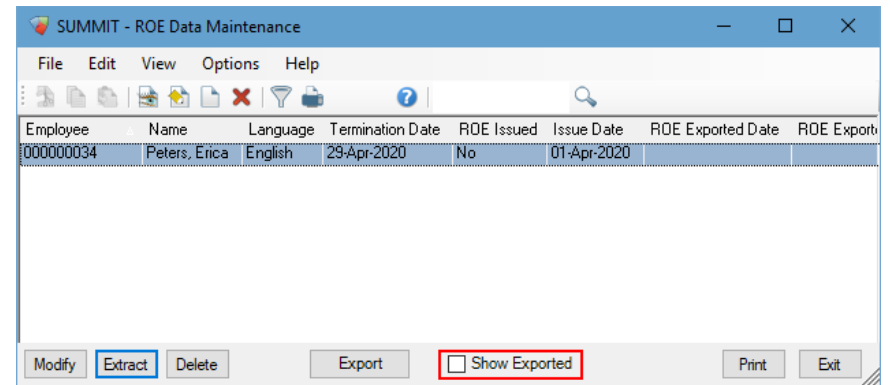 SUMMIT - ROE Data Maintenance
File Edit View Options Help
Employee Name Language Termination Date ROE Issued Issue Date ROE Exported Date ROE Exporte
000000034 Peters, Erica English 29-Apr-2020 No 01-Apr-2020
Modify Extract Delete Export Show Exported Print Exit